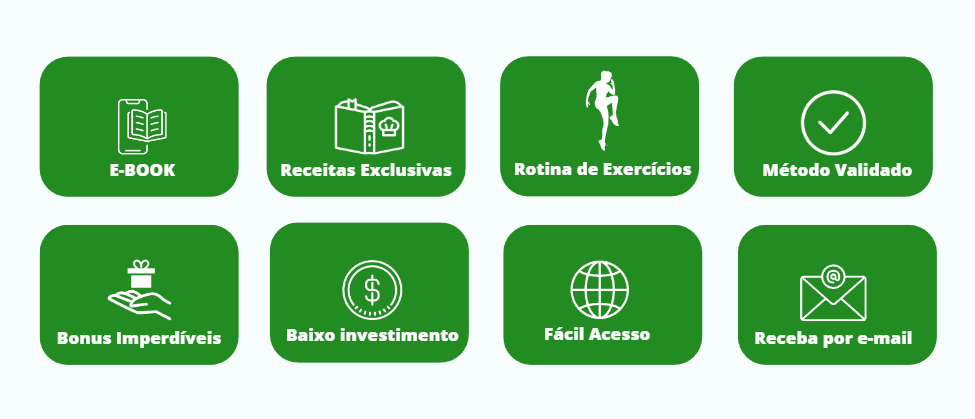 E-BOOK
Receitas Exclusivas
Rotina de Exercícios
Método Validado
Bonus Imperdíveis
Baixo investimento
$
Fácil Acesso
@
Receba por e-mail